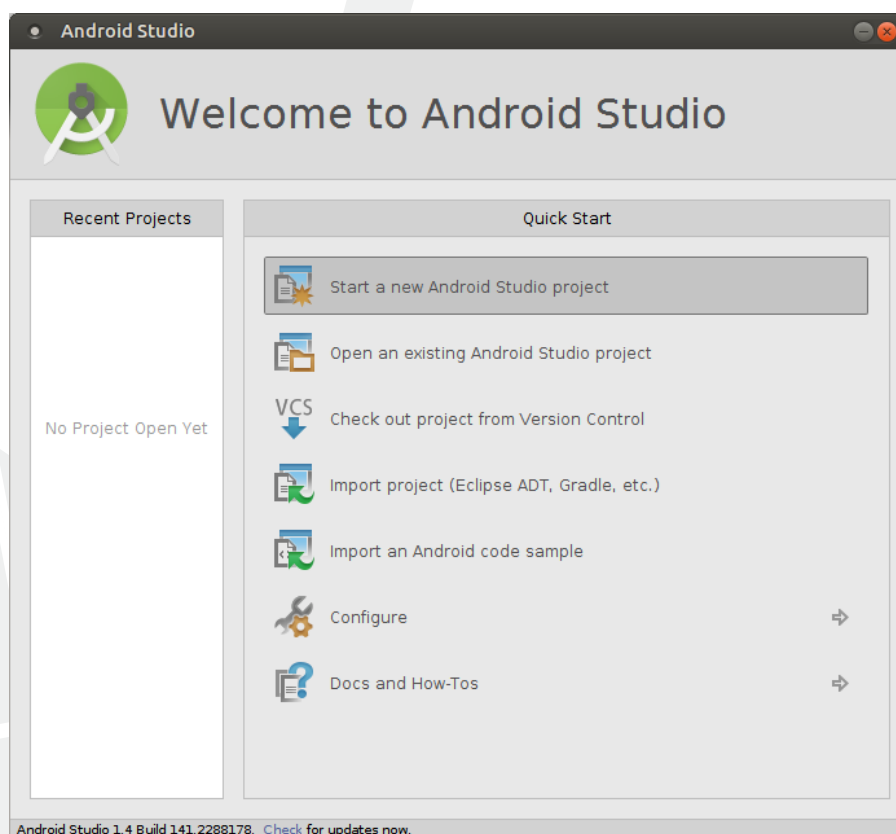 Android Studio
Welcome to Android Studio
Recent Projects
No Project Open Yet
Quick Start
Start a new Android Studio project
Open an existing Android Studio project
VCS
Check out project from Version Control
Import project (Eclipse ADT, Gradle, etc.)
Import an Android code sample
Configure
Docs and How-Tos
Android Studio 1.4 Build 141.2288178. Check for updates now.